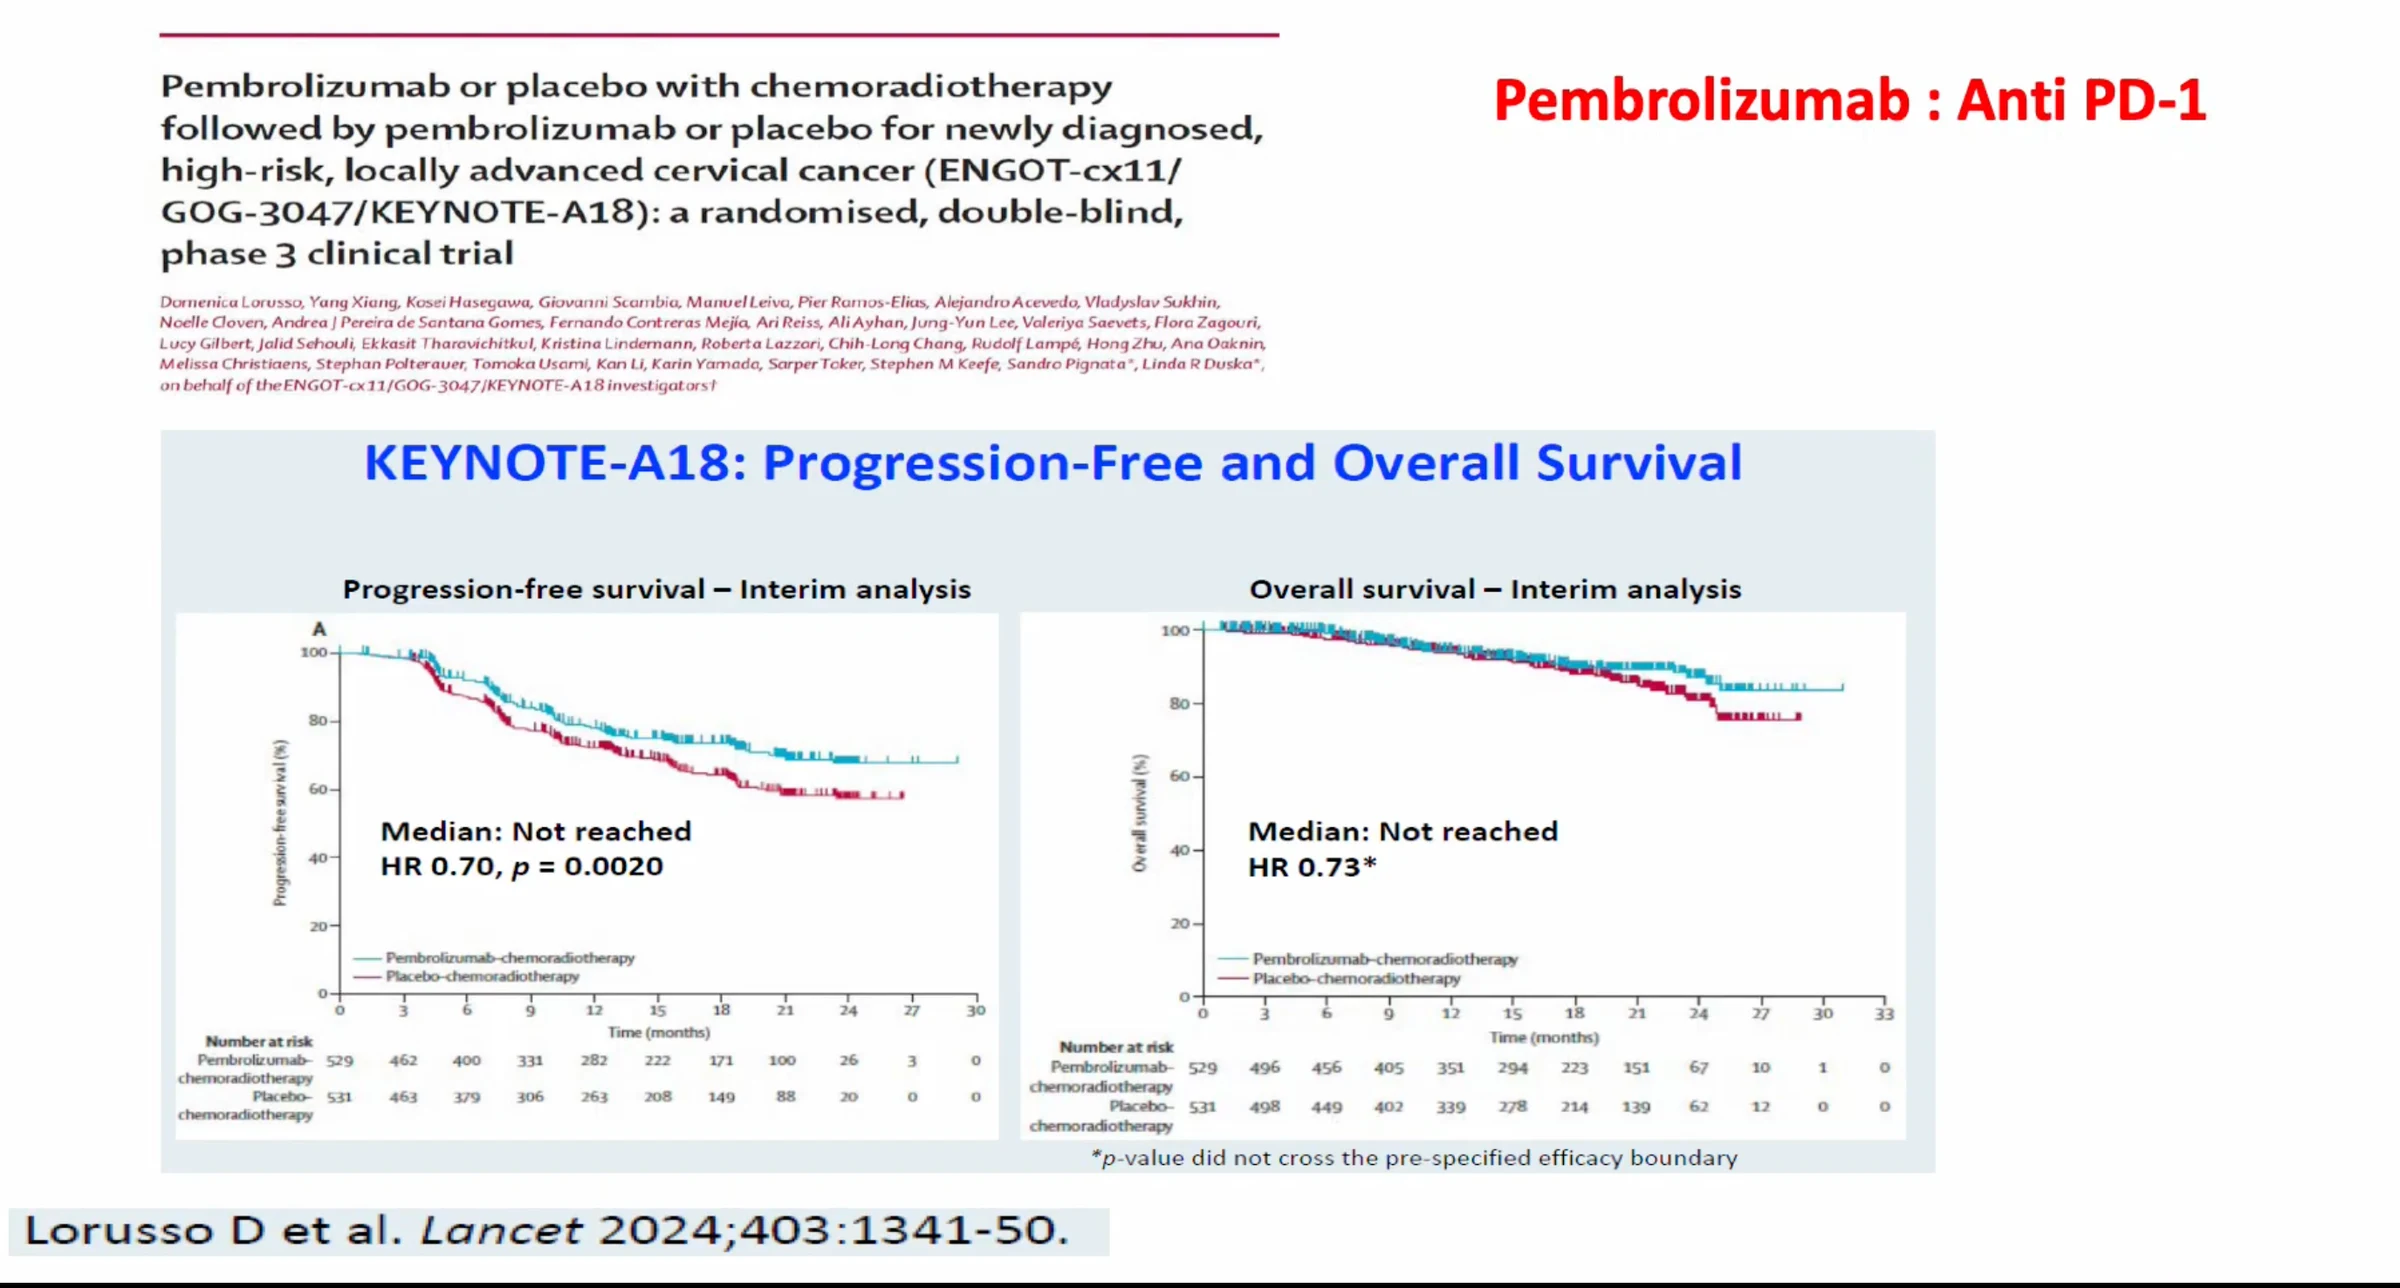 Pembrolizumab or placebo with chemoradiotherapy
followed by pembrolizumab or placebo for newly diagnosed,
high-risk, locally advanced cervical cancer (ENGOT-cx11/
GOG-3047/KEYNOTE-A18): a randomised, double-blind,
phase 3 clinical trial
Pembrolizumab : Anti PD-1
Domenica Lorusso, Yang Xiang, Kosei Hasegawa, Giovanni Scambia, Manuel Leiva, Pier Ramos-Elias, Alejandro Acevedo, Vladyslav Sukhin,
Noelle Cloven, Andrea J Pereira de Santana Gomes, Fernando Contreras Mejía, Ari Reiss, Ali Ayhan, Jung-Yun Lee, Valeriya Saevets, Flora Zagouri,
Lucy Gilbert, Jalid Sehouli, Ekkasit Tharavichitkul, Kristina Lindemann, Roberta Lazzari, Chih-Long Chang, Rudolf Lampé, Hong Zhu, Ana Oaknin,
Melissa Christiaens, Stephan Polterauer, Tomoka Usami, Kan Li, Karin Yamada, Sarper Toker, Stephen M Keefe, Sandro Pignata*, Linda R Duska*,
on behalf of the ENGOT-cx11/GOG-3047/KEYNOTE-A18 investigators†
KEYNOTE-A18: Progression-Free and Overall Survival
Progression-free survival – Interim analysis
A
Progression-free survival (%)
100
80
60
40
20
0
Median: Not reached
HR 0.70, p = 0.0020
Pembrolizumab-chemoradiotherapy
Placebo-chemoradiotherapy
0 3 6 9 12 15 18 21 24 27 30
Time (months)
Number at risk
Pembrolizumab- 529 462 400 331 282 222 171 100 26 3 0
chemoradiotherapy
Placebo- 531 463 379 306 263 208 149 88 20 0 0
chemoradiotherapy
Overall survival – Interim analysis
Overall survival (%)
100
80
60
40
20
0
Median: Not reached
HR 0.73*
Pembrolizumab-chemoradiotherapy
Placebo-chemoradiotherapy
0 3 6 9 12 15 18 21 24 27 30 33
Time (months)
Number at risk
Pembrolizumab- 529 496 456 405 351 294 223 151 67 10 1 0
chemoradiotherapy
Placebo- 531 498 449 402 339 278 214 139 62 12 0 0
chemoradiotherapy
*p-value did not cross the pre-specified efficacy boundary
Lorusso D et al. Lancet 2024;403:1341-50.